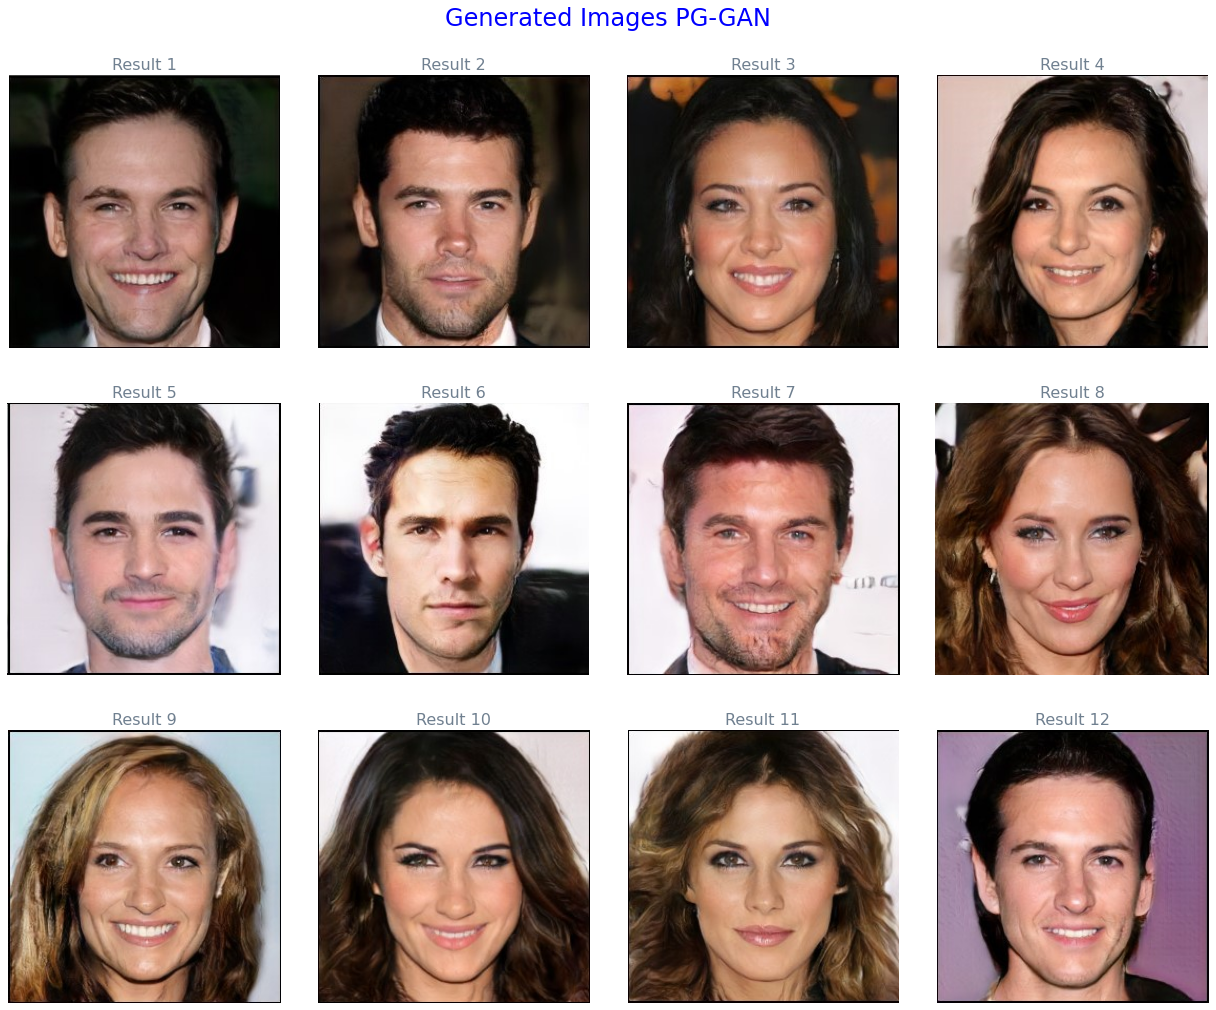 Generated Images PG-GAN
Result 1
Result 2
Result 3
Result 4
Result 5
Result 6
Result 7
Result 8
Result 9
Result 10
Result 11
Result 12